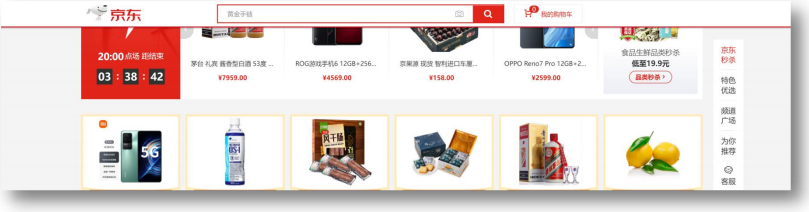 京东
黄金手链
0
我的购物车
20:00 点场 距结束
03 : 38 : 42
茅台 礼宾 酱香型白酒 53度 ...
¥7959.00
ROG游戏手机6 12GB+256...
¥4569.00
京果源 现货 智利进口车厘...
¥158.00
OPPO Reno7 Pro 12GB+2...
¥2599.00
食品生鲜品类秒杀
低至19.9元
品类秒杀 >
京东
秒杀
特色
优选
频道
广场
为你
推荐
客服
5G
风干肠